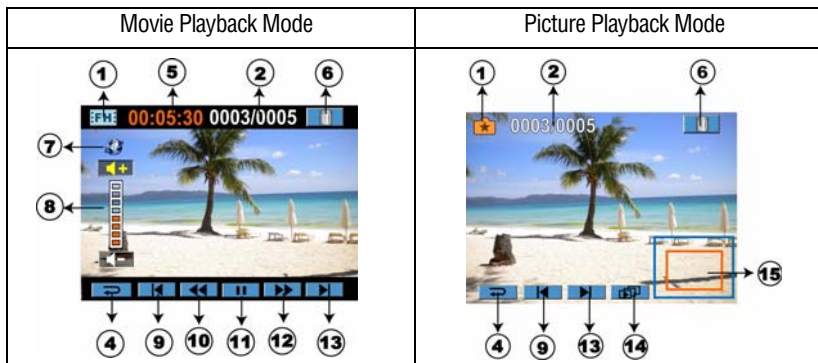 Movie Playback Mode
Picture Playback Mode
1 5 2 6
FH 00:05:30 0003/0005
7
+
8
-
4 9 10 11 12 13
1 2 6
0003/0005
15
4 9 13 14